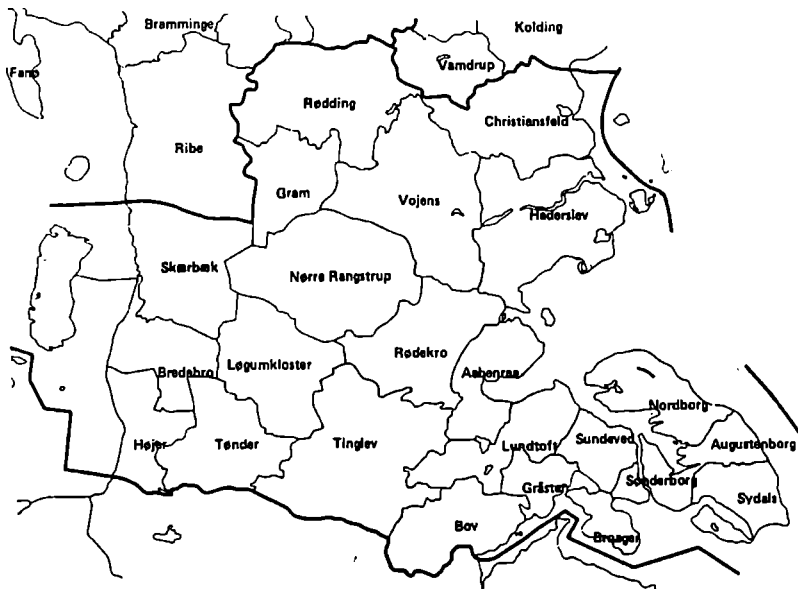 Bramminge
Kolding
Fanø
Vamdrup
Rødding
Christiansfeld
Ribe
Gram
Vojens
Haderslev
Skærbæk
Nørre Rangstrup
Rødekro
Bredebro
Løgumkloster
Aabenraa
Nordborg
Højer
Tønder
Tinglev
Lundtoft
Sundeved
Augustenborg
Sønderborg
Gråsten
Sydals
Bov
Broager